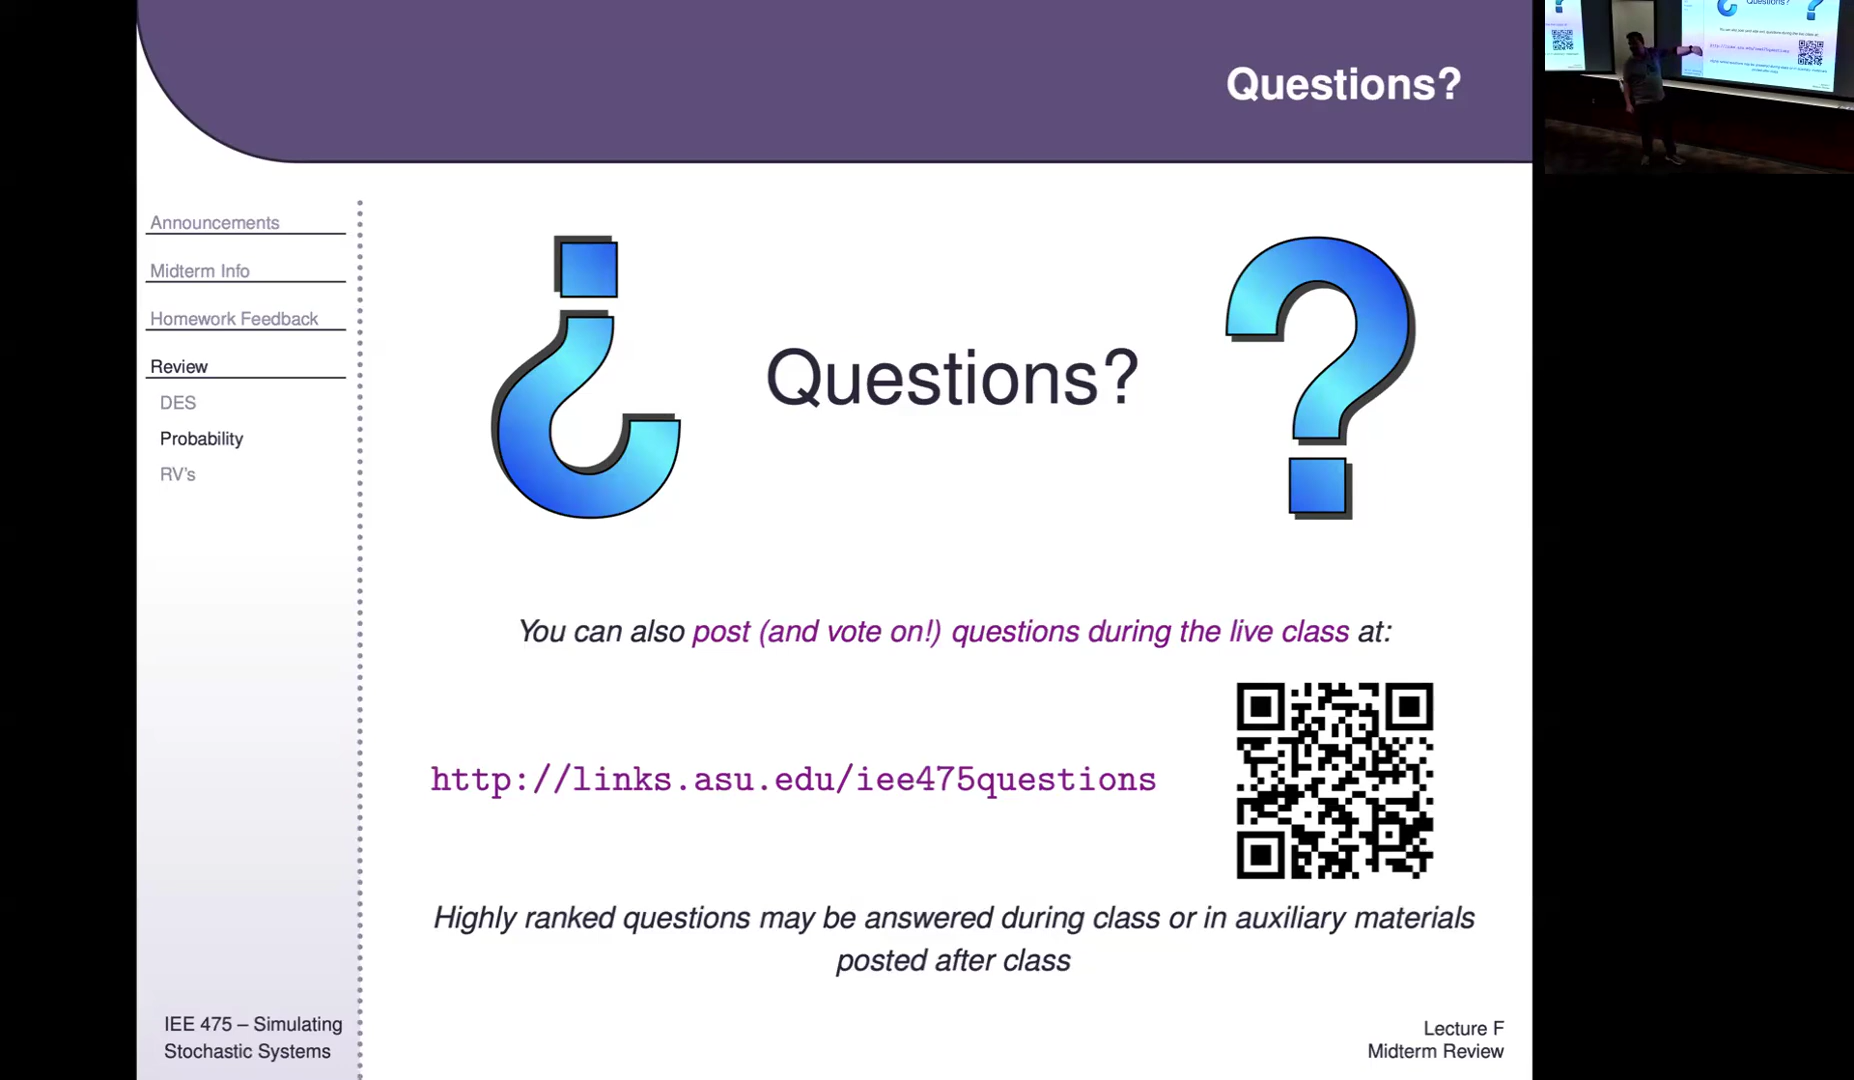 Questions?
Announcements
Midterm Info
Homework Feedback
Review
DES
Probability
RV's
Questions?
You can also post (and vote on!) questions during the live class at:
http://links.asu.edu/iee475questions
Highly ranked questions may be answered during class or in auxiliary materials
posted after class
IEE 475 – Simulating
Stochastic Systems
Lecture F
Midterm Review
Questions?